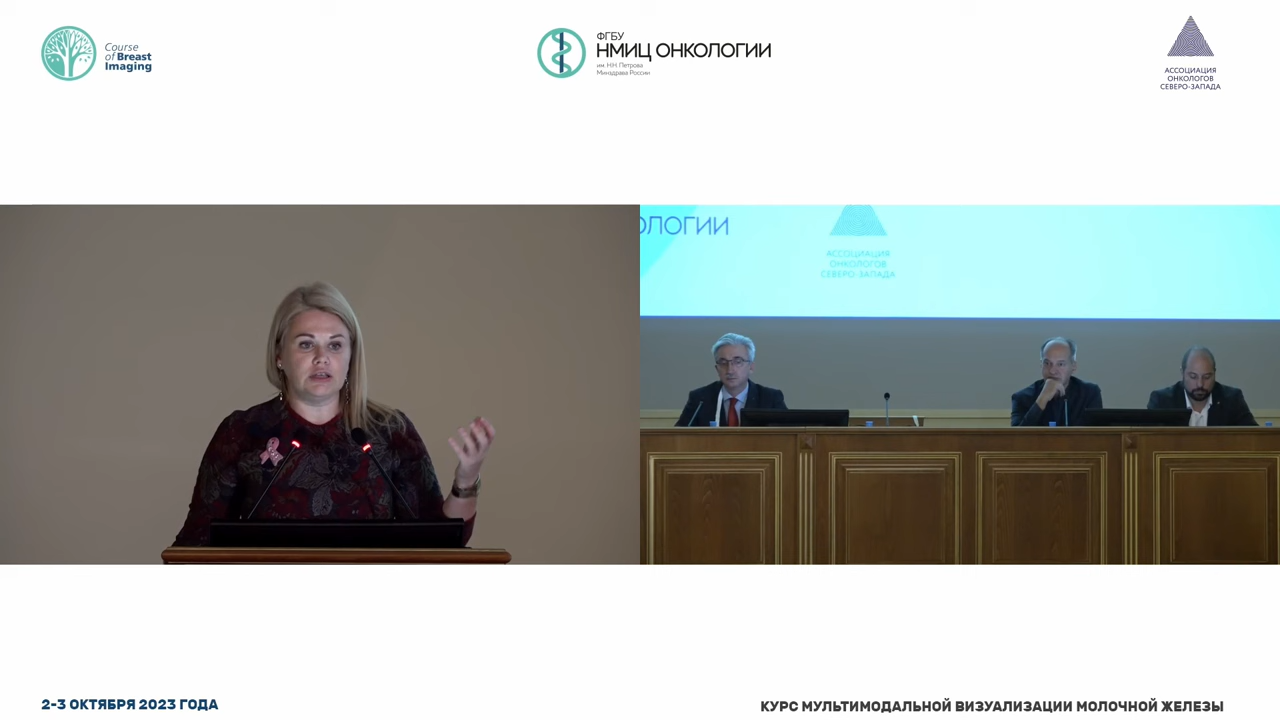 Course
of Breast
Imaging
ФГБУ
НМИЦ ОНКОЛОГИИ
им. Н.Н. Петрова
Минздрава России
АССОЦИАЦИЯ
ОНКОЛОГОВ
СЕВЕРО-ЗАПАДА
ОЛОГИИ
АССОЦИАЦИЯ
ОНКОЛОГОВ
СЕВЕРО-ЗАПАДА
2-3 ОКТЯБРЯ 2023 ГОДА
КУРС МУЛЬТИМОДАЛЬНОЙ ВИЗУАЛИЗАЦИИ МОЛОЧНОЙ ЖЕЛЕЗЫ